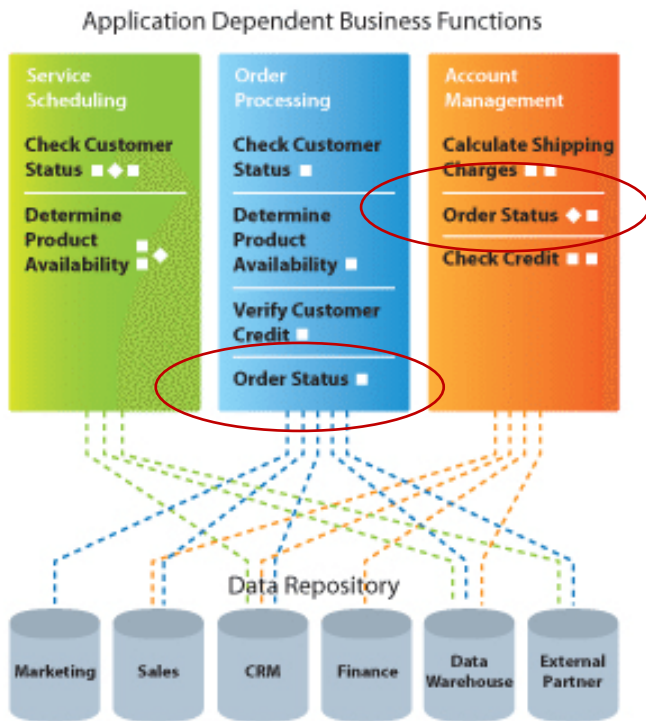 Application Dependent Business Functions
Service
Scheduling
Check Customer
Status
Determine
Product
Availability
Order
Processing
Check Customer
Status
Determine
Product
Availability
Verify Customer
Credit
Order Status
Account
Management
Calculate Shipping
Charges
Order Status
Check Credit
Data Repository
Marketing
Sales
CRM
Finance
Data
Warehouse
External
Partner